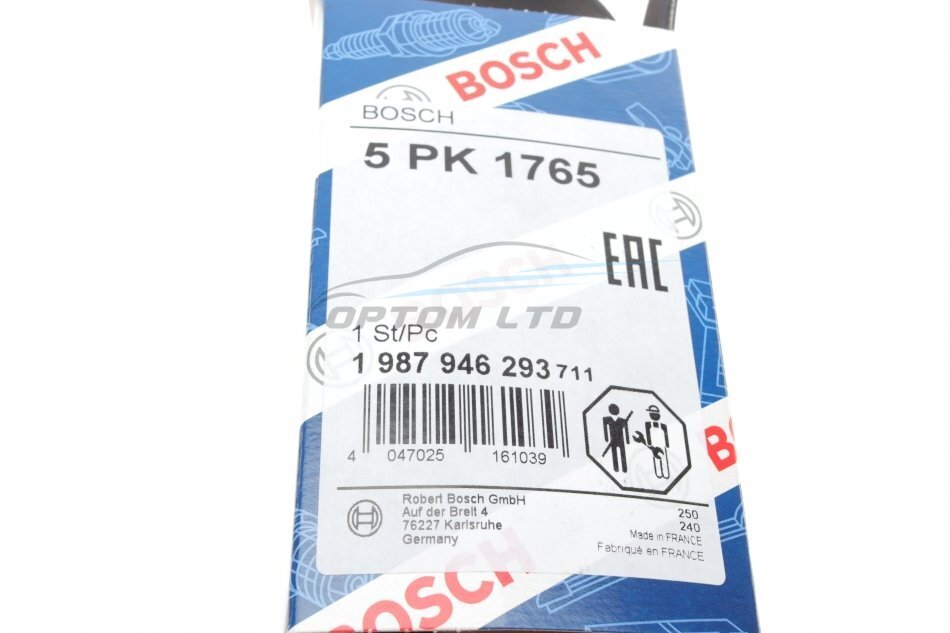 BOSCH
BOSCH
5 PK 1765
EAC
BOSCH
OPTOM LTD
1 St/Pc
1 987 946 293 711
4 047025 161039
Robert Bosch GmbH
Auf der Breit 4
76227 Karlsruhe
Germany
250
240
Made in FRANCE
Fabriqué en FRANCE
BOSCH